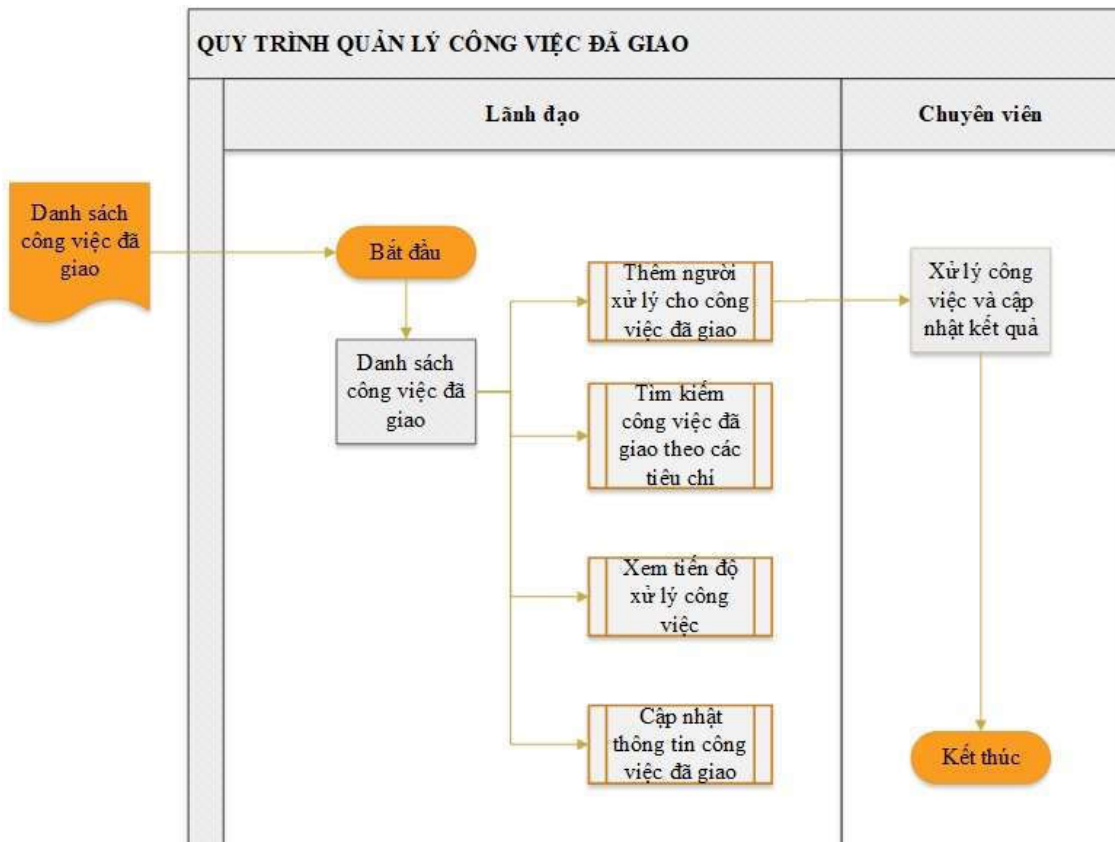 QUY TRÌNH QUẢN LÝ CÔNG VIỆC ĐÃ GIAO
Lãnh đạo
Chuyên viên
Danh sách
công việc đã
giao
Bắt đầu
Danh sách
công việc đã
giao
Thêm người
xử lý cho công
việc đã giao
Xử lý công
việc và cập
nhật kết quả
Tìm kiếm
công việc đã
giao theo các
tiêu chí
Xem tiến độ
xử lý công
việc
Cập nhật
thông tin công
việc đã giao
Kết thúc